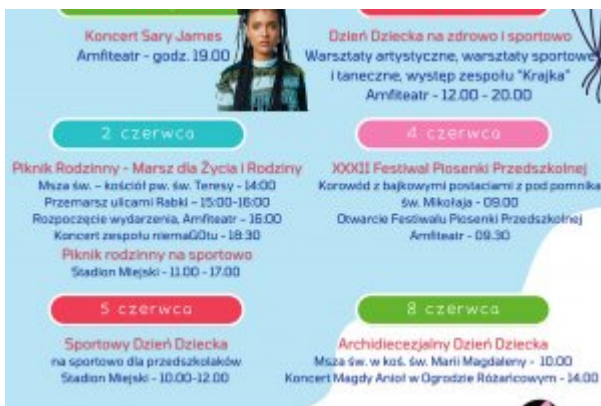 Koncert Sary James
Amfiteatr - godz. 19.00
Dzień Dziecka na zdrowo i sportowo
Warsztaty artystyczne, warsztaty sportowe
i taneczne, występ zespołu "Krajka"
Amfiteatr - 12.00 - 20.00
2 czerwca
Piknik Rodzinny - Marsz dla Życia i Rodziny
Msza św. – kościół pw. św. Teresy - 14:00
Przemarsz ulicami Rabki – 15:00-16:00
Rozpoczęcie wydarzenia, Amfiteatr - 16:00
Koncert zespołu niemaGOtu - 18:30
Piknik rodzinny na sportowo
Stadion Miejski - 11.00 - 17.00
4 czerwca
XXXII Festiwal Piosenki Przedszkolnej
Korowód z bajkowymi postaciami z pod pomnika
św. Mikołaja - 09.00
Otwarcie Festiwalu Piosenki Przedszkolnej
Amfiteatr - 09.30
5 czerwca
Sportowy Dzień Dziecka
na sportowo dla przedszkolaków
Stadion Miejski - 10.00-12.00
8 czerwca
Archidiecezjalny Dzień Dziecka
Msza św. w koś. św. Marii Magdaleny - 10.00
Koncert Magdy Anioł w Ogrodzie Różańcowym - 14.00